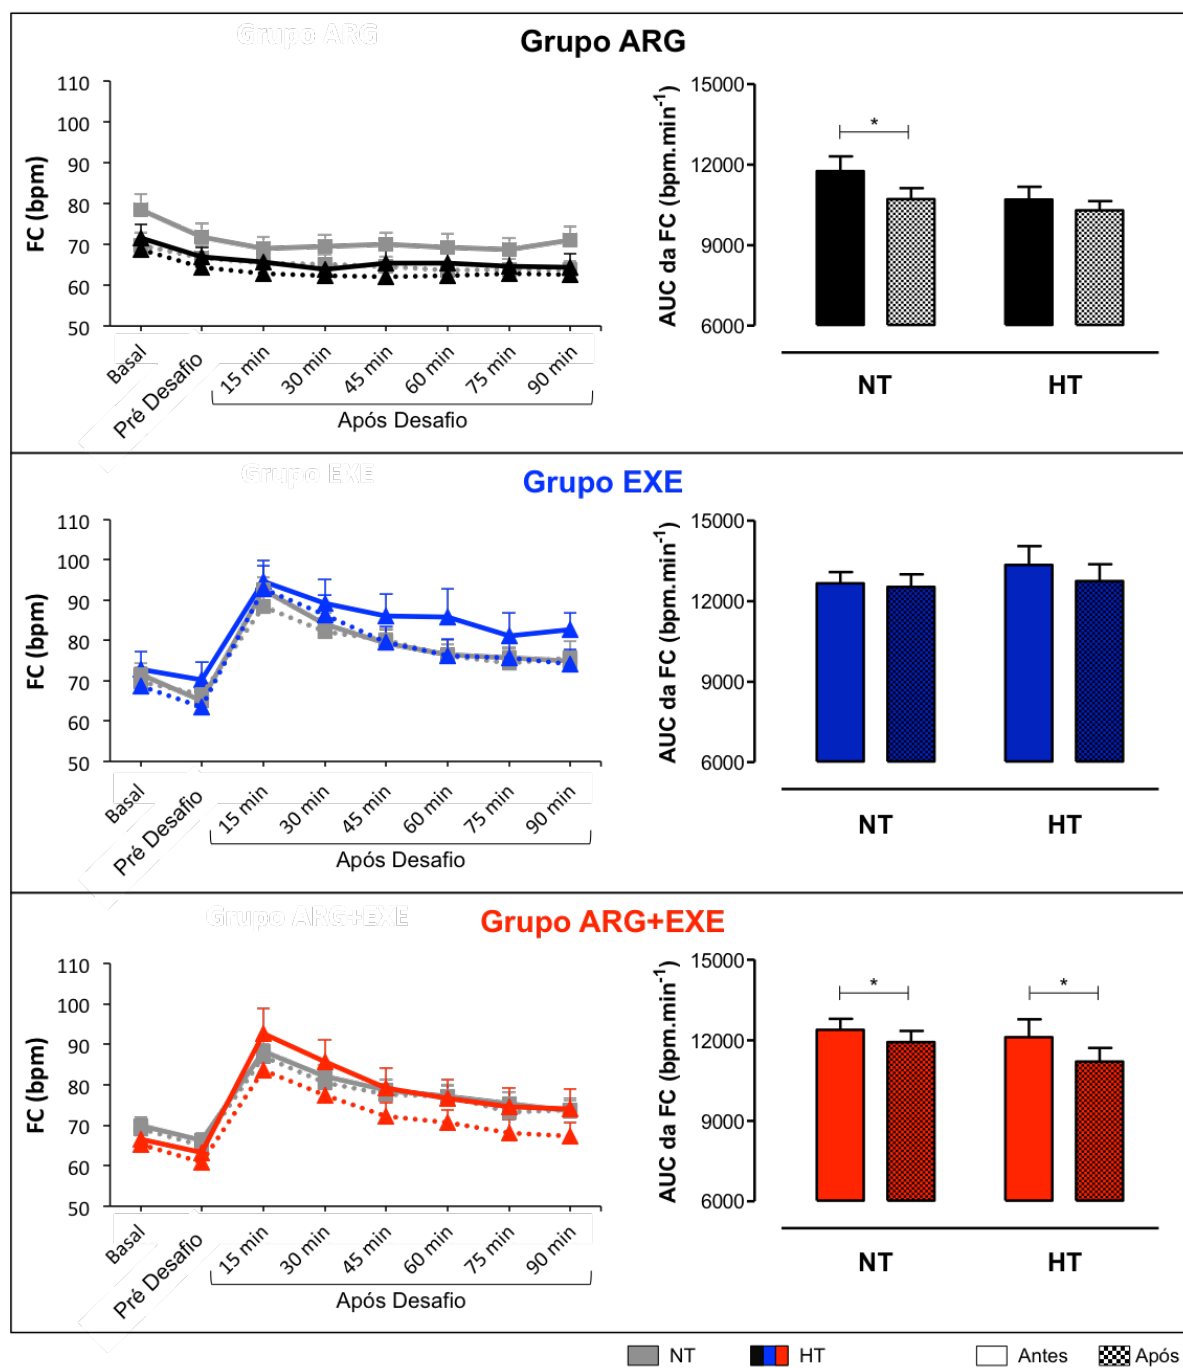 Grupo ARG
Grupo ARG
FC (bpm)
110
100
90
80
70
60
50
Basal
Pré Desafio
15 min
30 min
45 min
60 min
75 min
90 min
Após Desafio
AUC da FC (bpm.min⁻¹)
15000
12000
9000
6000
*
NT
HT
Grupo EXE
Grupo EXE
FC (bpm)
110
100
90
80
70
60
50
Basal
Pré Desafio
15 min
30 min
45 min
60 min
75 min
90 min
Após Desafio
AUC da FC (bpm.min⁻¹)
15000
12000
9000
6000
NT
HT
Grupo ARG+EXE
Grupo ARG+EXE
FC (bpm)
110
100
90
80
70
60
50
Basal
Pré Desafio
15 min
30 min
45 min
60 min
75 min
90 min
Após Desafio
AUC da FC (bpm.min⁻¹)
15000
12000
9000
6000
*
*
NT
HT
NT HT Antes Após